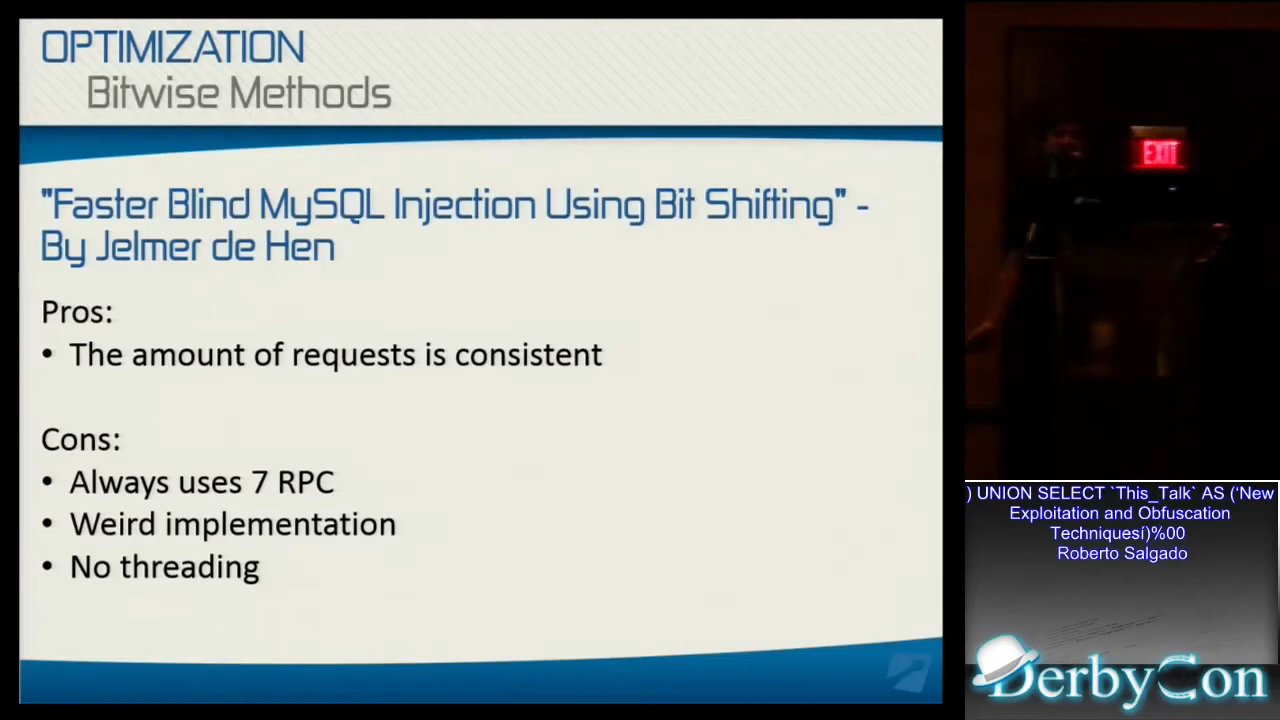 OPTIMIZATION
Bitwise Methods
"Faster Blind MySQL Injection Using Bit Shifting" -
By Jelmer de Hen
Pros:
• The amount of requests is consistent
Cons:
• Always uses 7 RPC
• Weird implementation
• No threading
EXIT
) UNION SELECT `This_Talk` AS ('New
Exploitation and Obfuscation
Techniquesí)%00
Roberto Salgado
DerbyCon